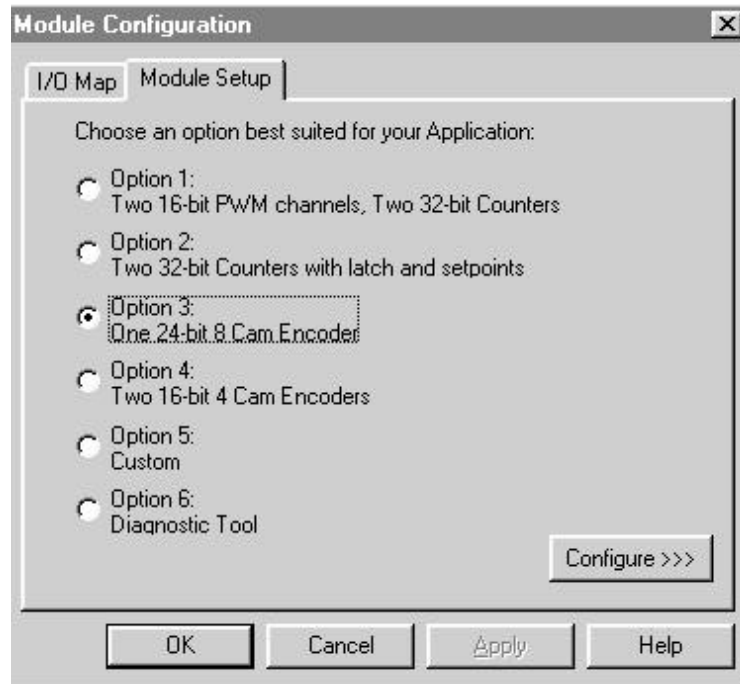 Module Configuration
I/O Map
Module Setup
Choose an option best suited for your Application:
Option 1:
Two 16-bit PWM channels, Two 32-bit Counters
Option 2:
Two 32-bit Counters with latch and setpoints
Option 3:
One 24-bit 8 Cam Encoder
Option 4:
Two 16-bit 4 Cam Encoders
Option 5:
Custom
Option 6:
Diagnostic Tool
Configure >>>
OK
Cancel
Apply
Help